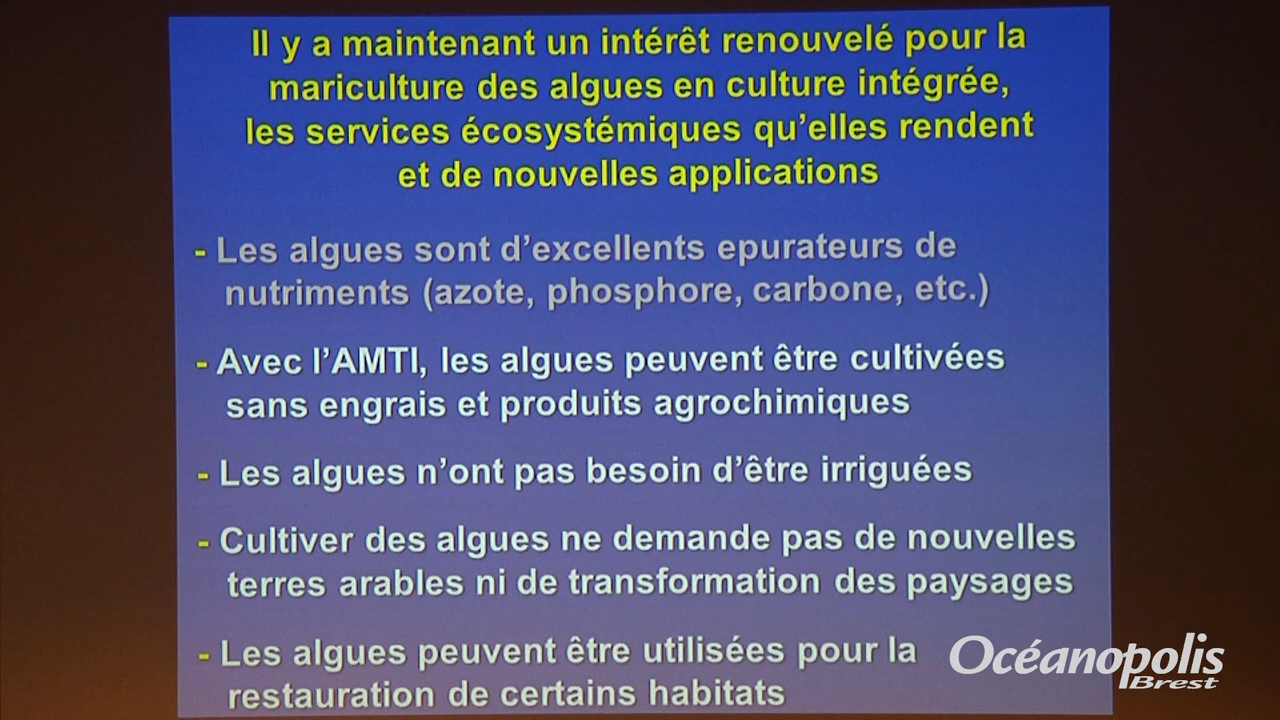 Il y a maintenant un intérêt renouvelé pour la
mariculture des algues en culture intégrée,
les services écosystémiques qu'elles rendent
et de nouvelles applications
- Les algues sont d'excellents epurateurs de
nutriments (azote, phosphore, carbone, etc.)
- Avec l'AMTI, les algues peuvent être cultivées
sans engrais et produits agrochimiques
- Les algues n'ont pas besoin d'être irriguées
- Cultiver des algues ne demande pas de nouvelles
terres arables ni de transformation des paysages
- Les algues peuvent être utilisées pour la
restauration de certains habitats
Océanopolis
Brest